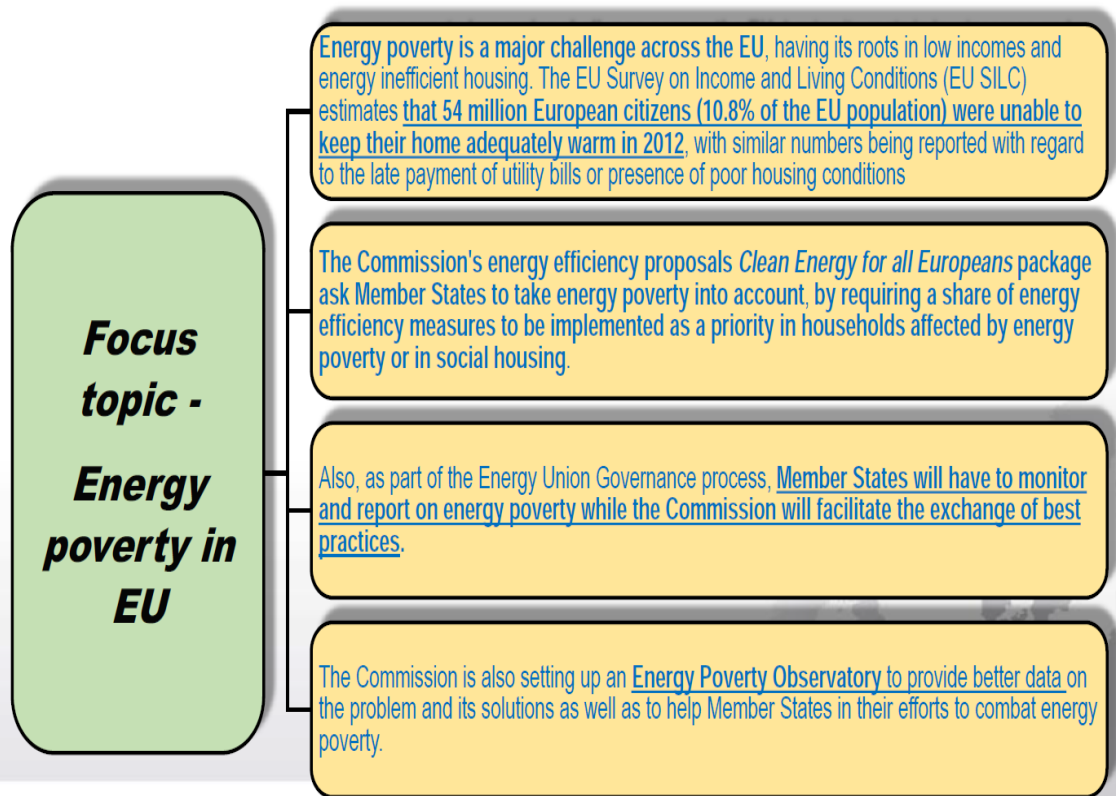 Focus
topic -
Energy
poverty in
EU
Energy poverty is a major challenge across the EU, having its roots in low incomes and
energy inefficient housing. The EU Survey on Income and Living Conditions (EU SILC)
estimates that 54 million European citizens (10.8% of the EU population) were unable to
keep their home adequately warm in 2012, with similar numbers being reported with regard
to the late payment of utility bills or presence of poor housing conditions
The Commission's energy efficiency proposals Clean Energy for all Europeans package
ask Member States to take energy poverty into account, by requiring a share of energy
efficiency measures to be implemented as a priority in households affected by energy
poverty or in social housing.
Also, as part of the Energy Union Governance process, Member States will have to monitor
and report on energy poverty while the Commission will facilitate the exchange of best
practices.
The Commission is also setting up an Energy Poverty Observatory to provide better data on
the problem and its solutions as well as to help Member States in their efforts to combat energy
poverty.